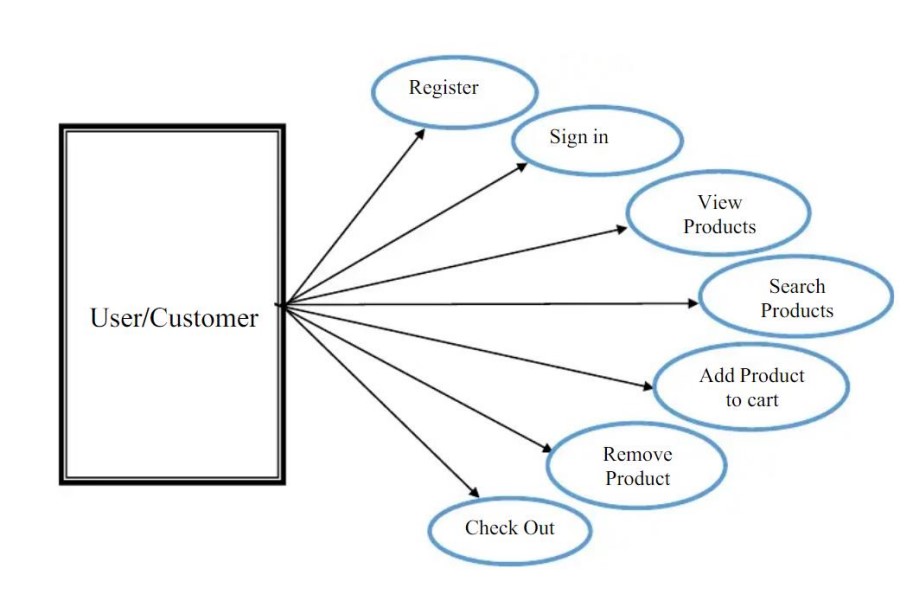 Register
Sign in
View
Products
Search
Products
User/Customer
Add Product
to cart
Remove
Product
Check Out